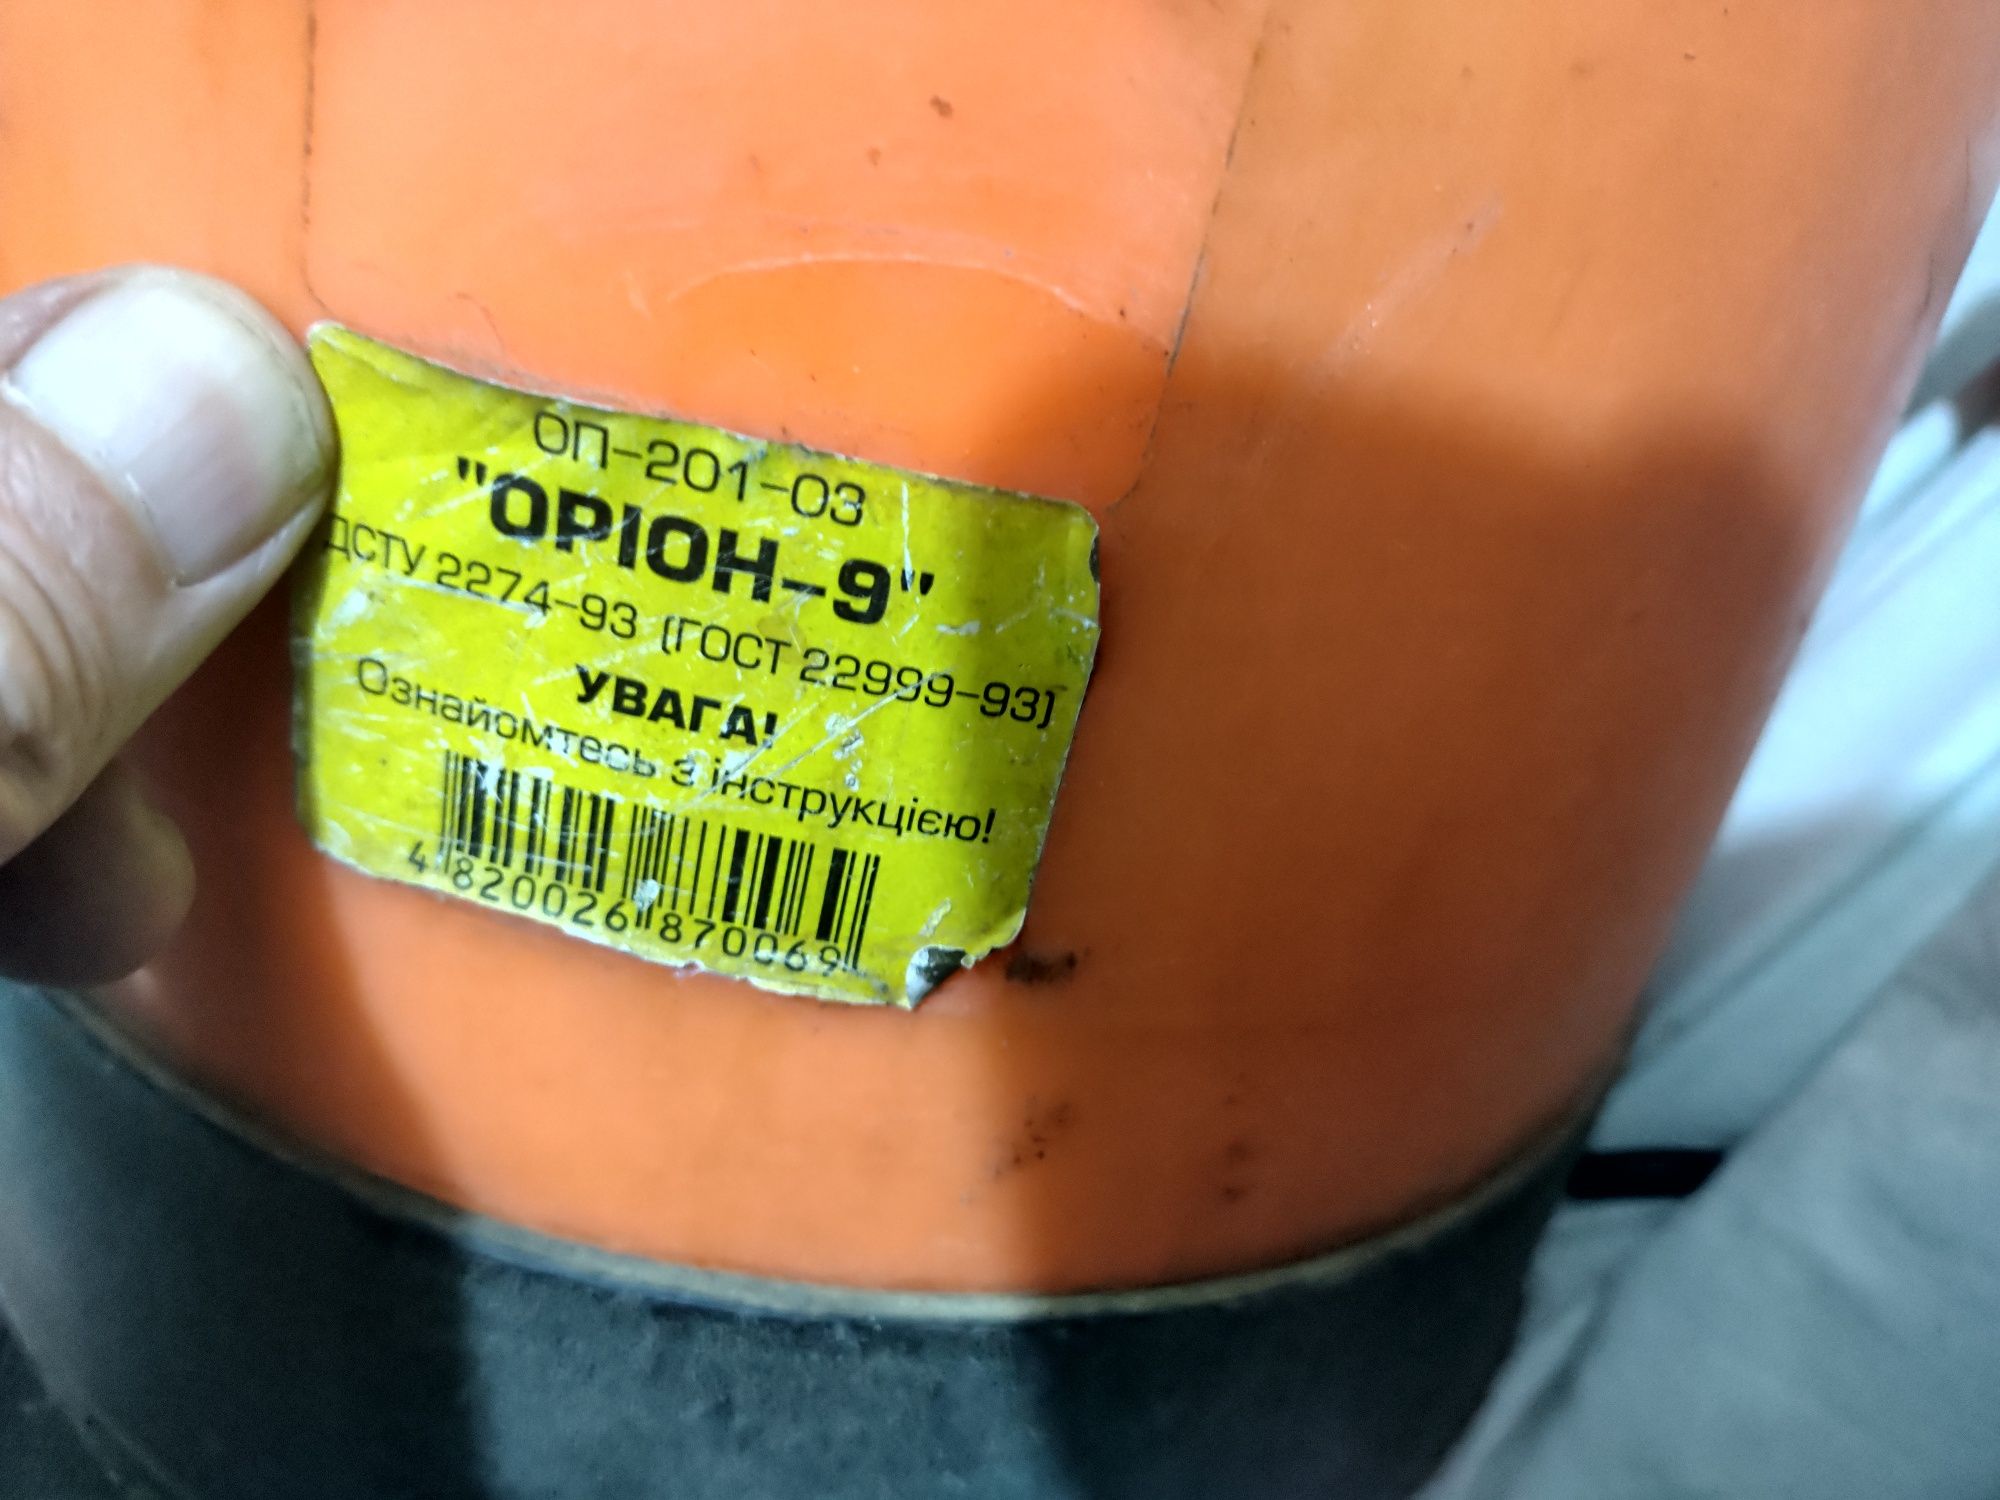 ОП-201-03
"ОРІОН-9"
ДСТУ 2274-93 (ГОСТ 22999-93)
УВАГА!
Ознайомтесь з інструкцією!
4 820026 870069